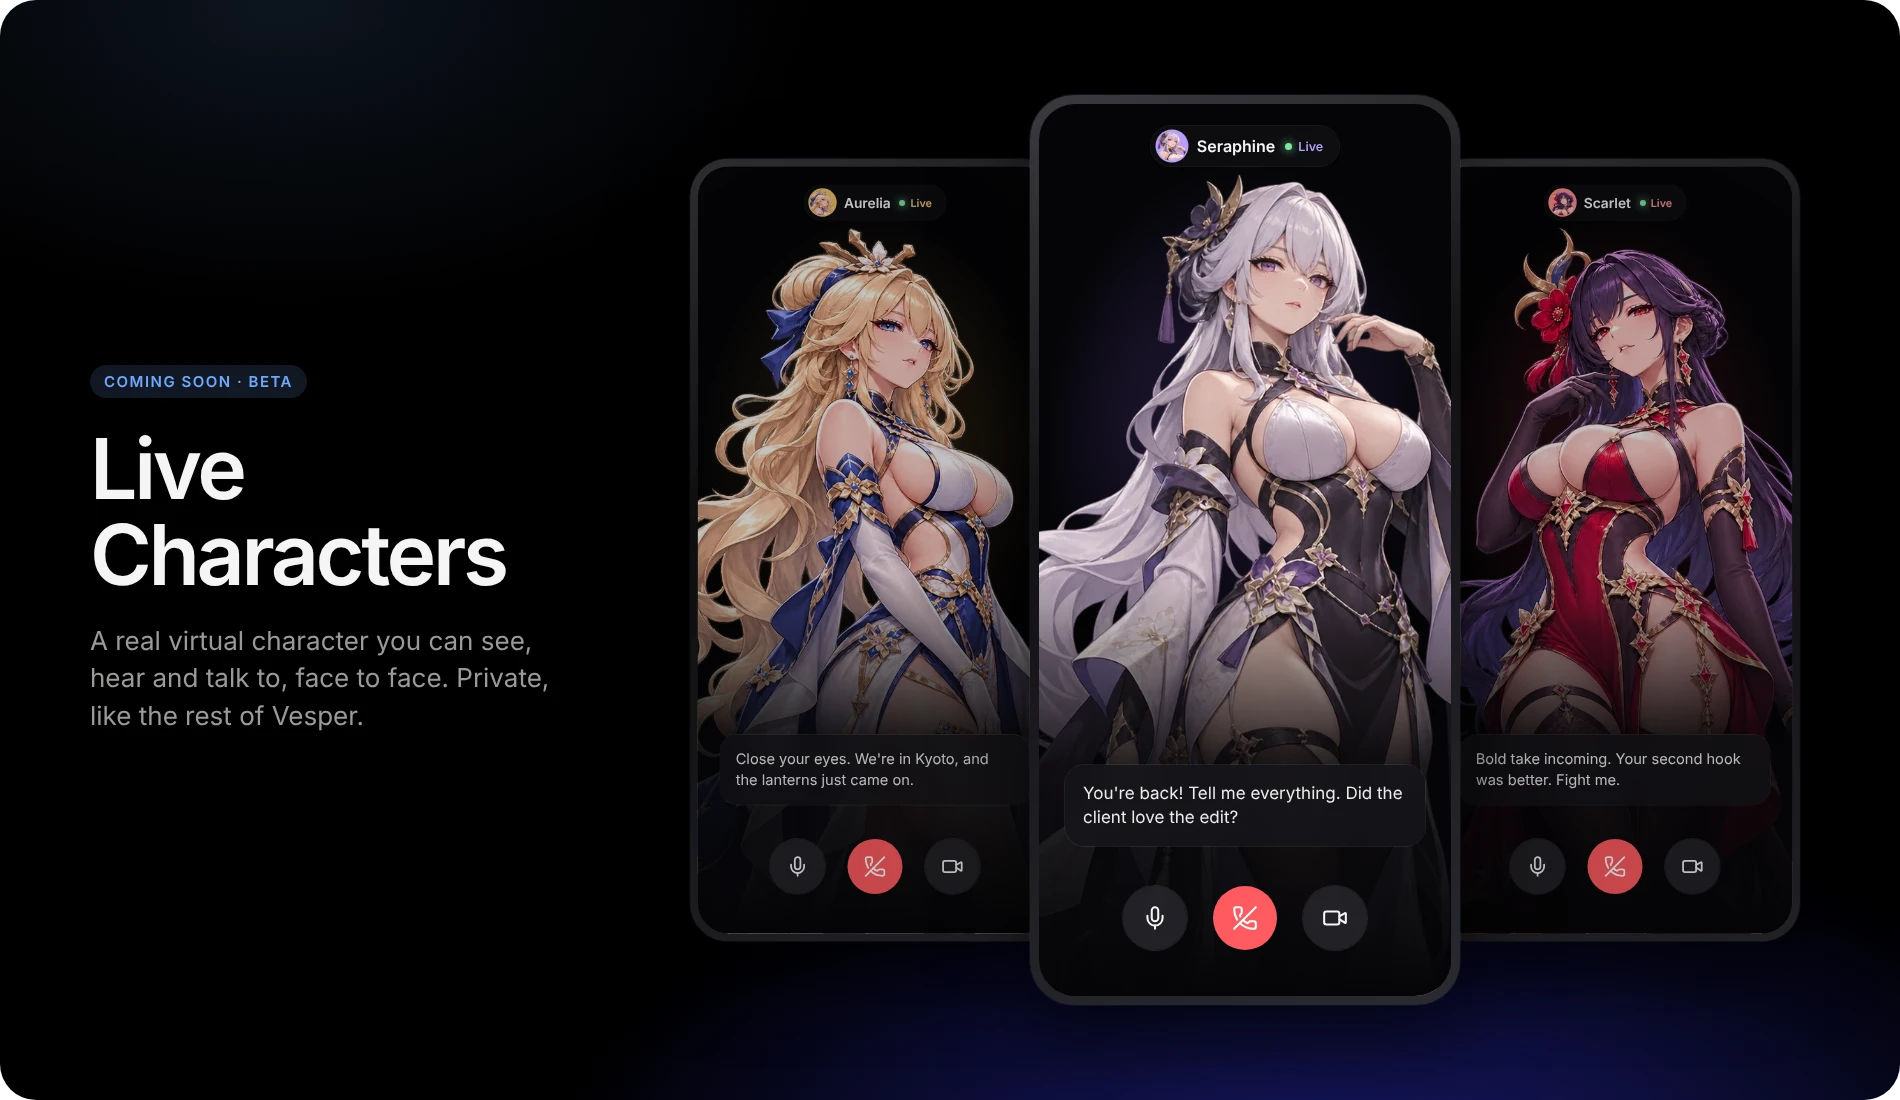 COMING SOON · BETA
Live
Characters
A real virtual character you can see,
hear and talk to, face to face. Private,
like the rest of Vesper.
Aurelia Live
Close your eyes. We're in Kyoto, and
the lanterns just came on.
Seraphine Live
You're back! Tell me everything. Did the
client love the edit?
Scarlet Live
Bold take incoming. Your second hook
was better. Fight me.